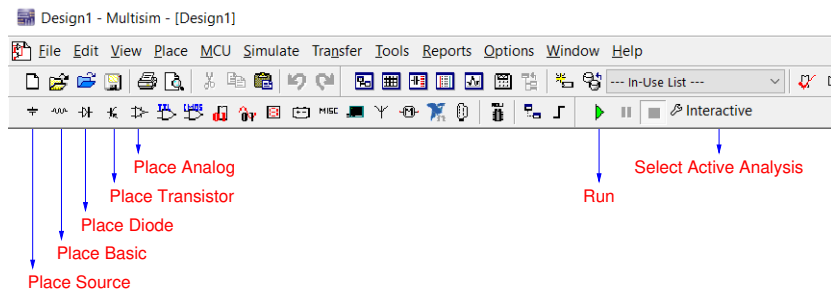 Design1 - Multisim - [Design1]
File Edit View Place MCU Simulate Transfer Tools Reports Options Window Help
--- In-Use List ---
MISC Interactive
Place Analog Select Active Analysis
Place Transistor Run
Place Diode
Place Basic
Place Source